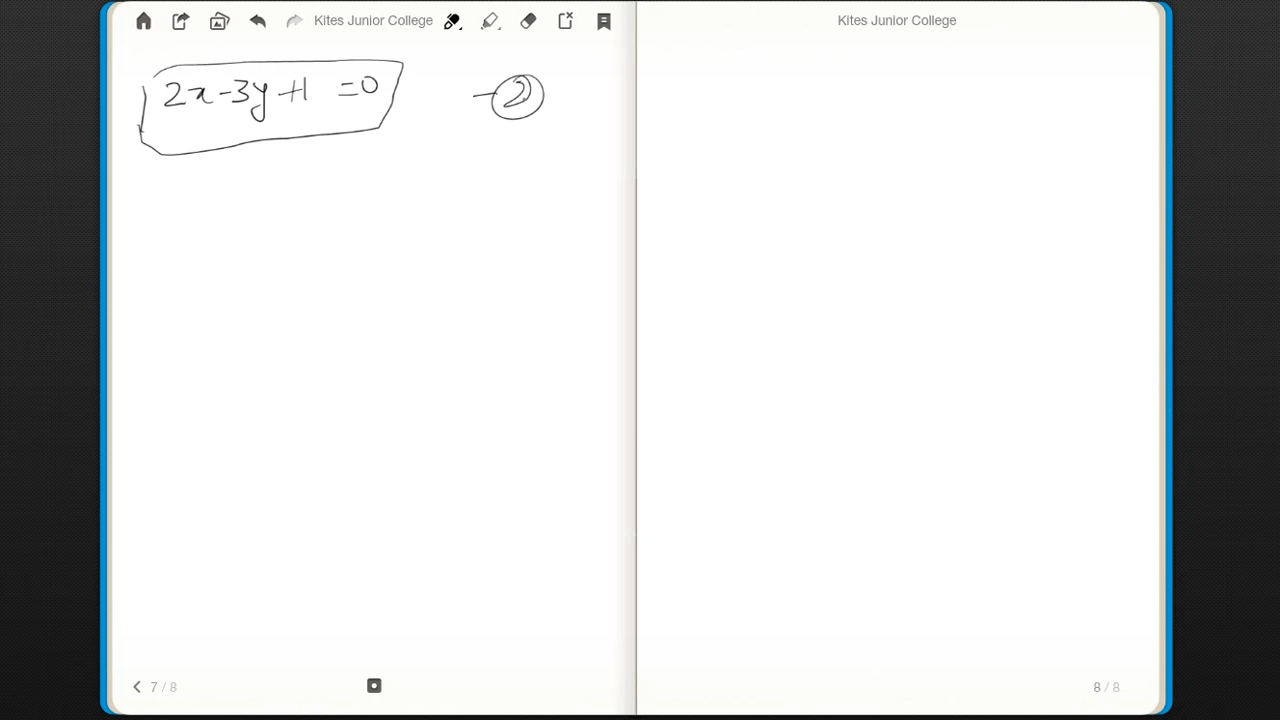 Kites Junior College
2x-3y+1 =0 -②
7 / 8
Kites Junior College
8 / 8